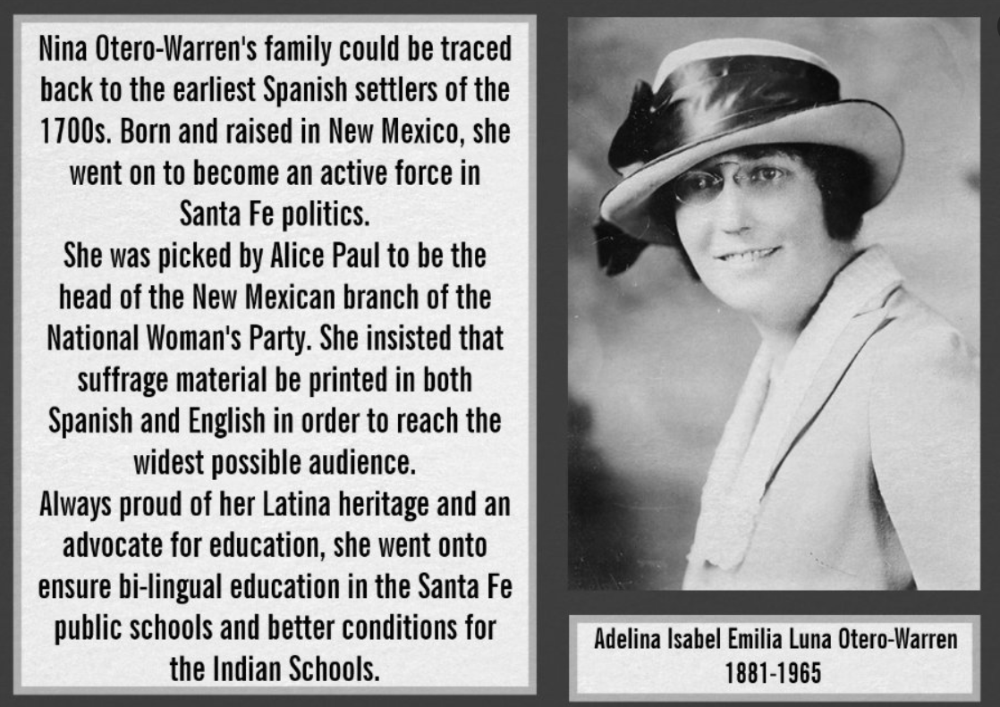 Nina Otero-Warren's family could be traced
back to the earliest Spanish settlers of the
1700s. Born and raised in New Mexico, she
went on to become an active force in
Santa Fe politics.
She was picked by Alice Paul to be the
head of the New Mexican branch of the
National Woman's Party. She insisted that
suffrage material be printed in both
Spanish and English in order to reach the
widest possible audience.
Always proud of her Latina heritage and an
advocate for education, she went onto
ensure bi-lingual education in the Santa Fe
public schools and better conditions for
the Indian Schools.
Adelina Isabel Emilia Luna Otero-Warren
1881-1965